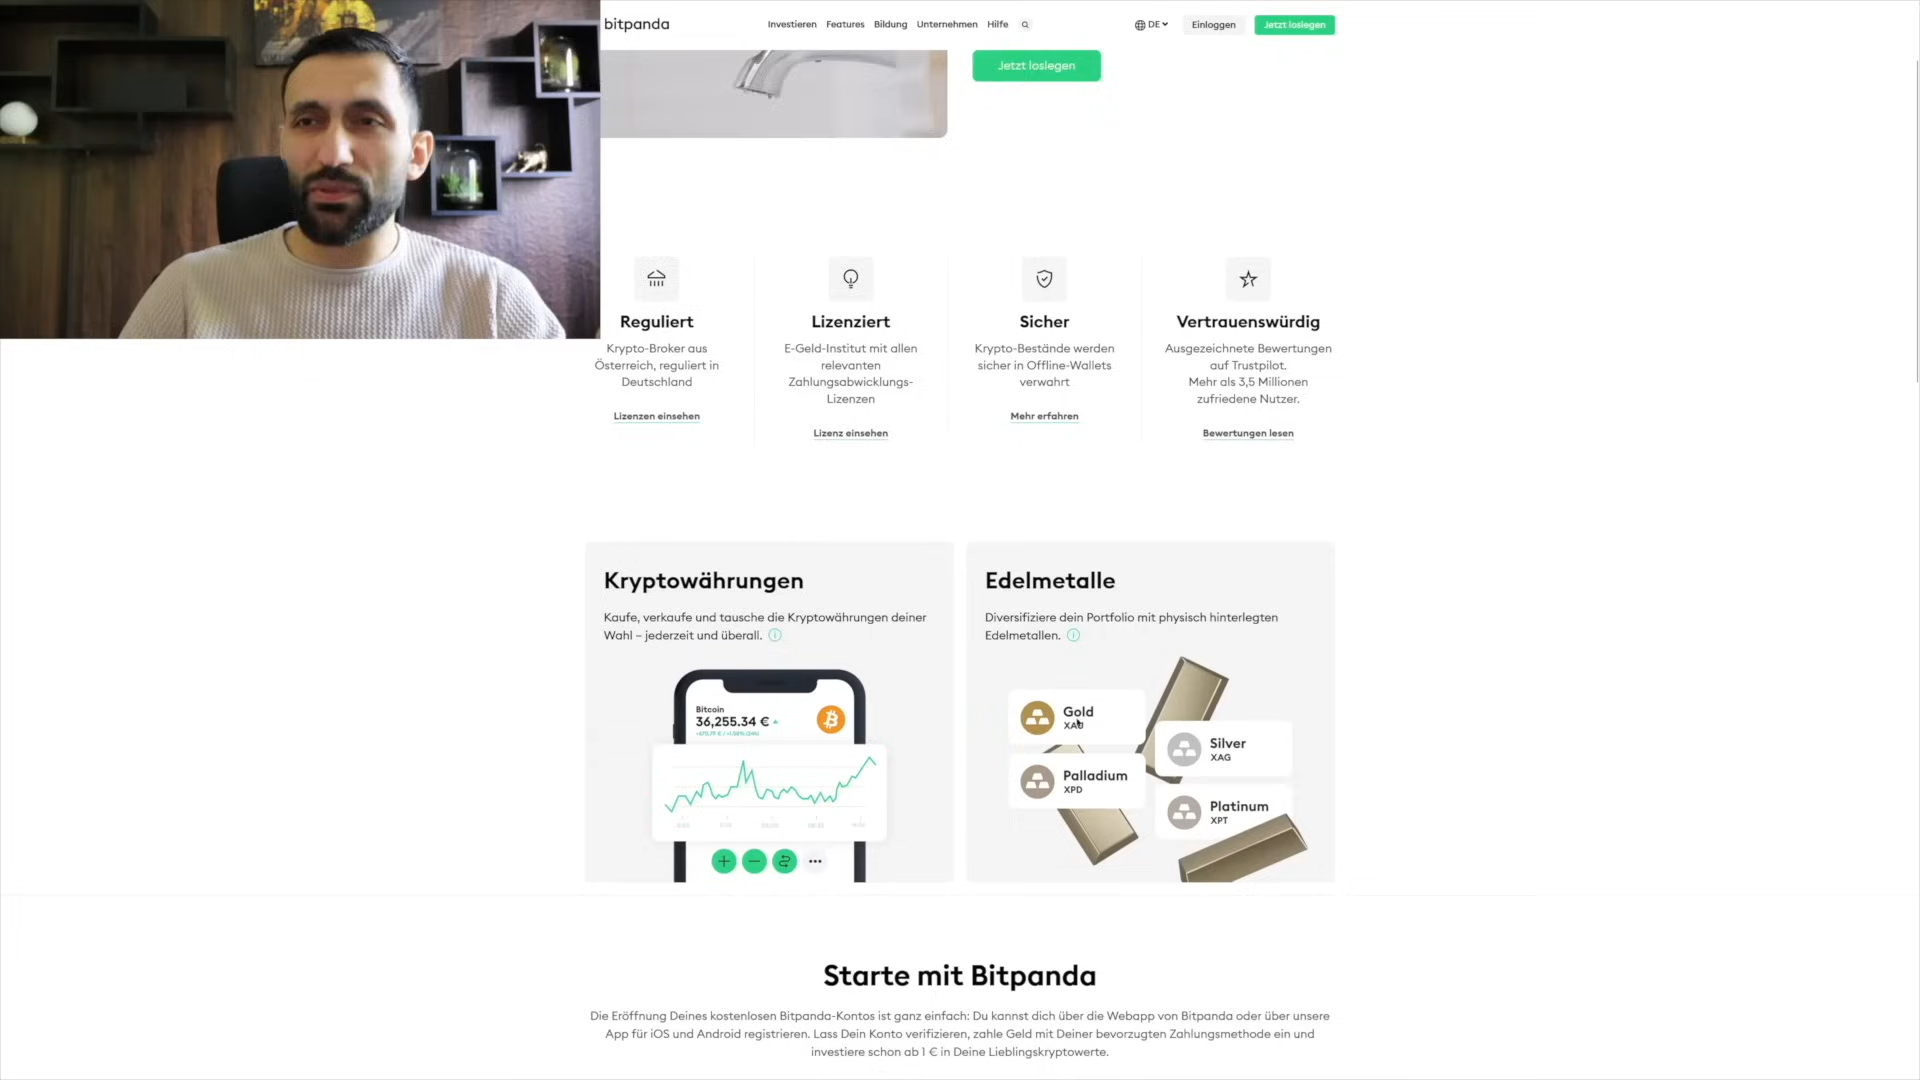 bitpanda
Investieren Features Bildung Unternehmen Hilfe
DE
Einloggen
Jetzt loslegen
Jetzt loslegen
Reguliert
Krypto-Broker aus
Österreich, reguliert in
Deutschland
Lizenzen einsehen
Lizenziert
E-Geld-Institut mit allen
relevanten
Zahlungsabwicklungs-
Lizenzen
Lizenz einsehen
Sicher
Krypto-Bestände werden
sicher in Offline-Wallets
verwahrt
Mehr erfahren
Vertrauenswürdig
Ausgezeichnete Bewertungen
auf Trustpilot.
Mehr als 3,5 Millionen
zufriedene Nutzer.
Bewertungen lesen
Kryptowährungen
Kaufe, verkaufe und tausche die Kryptowährungen deiner
Wahl – jederzeit und überall.
Bitcoin
36,255.34 €
Edelmetalle
Diversifiziere dein Portfolio mit physisch hinterlegten
Edelmetallen.
Gold
XAU
Silver
XAG
Palladium
XPD
Platinum
XPT
Starte mit Bitpanda
Die Eröffnung Deines kostenlosen Bitpanda-Kontos ist ganz einfach: Du kannst dich über die Webapp von Bitpanda oder über unsere
App für iOS und Android registrieren. Lass Dein Konto verifizieren, zahle Geld mit Deiner bevorzugten Zahlungsmethode ein und
investiere schon ab 1 € in Deine Lieblingskryptowerte.